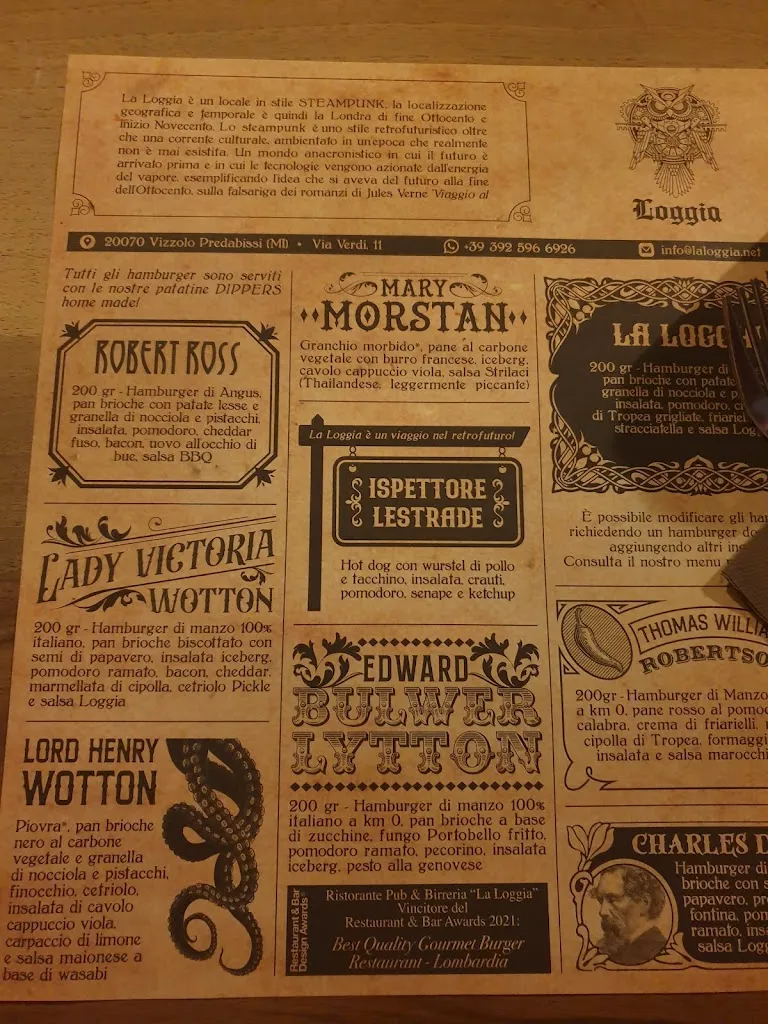 La Loggia è un locale in stile STEAMPUNK, la localizzazione
geografica e temporale è quindi la Londra di fine Ottocento e
inizio Novecento. Lo steampunk è uno stile retrofuturistico oltre
che una corrente culturale, ambientato in un'epoca che realmente
non è mai esistita. Un mondo anacronistico in cui il futuro è
arrivato prima e in cui le tecnologie vengono azionate dall'energia
del vapore, esemplificando l'idea che si aveva del futuro alla fine
dell'Ottocento, sulla falsariga dei romanzi di Jules Verne "Viaggio al
Loggia
20070 Vizzolo Predabissi (MI) • Via Verdi, 11
+39 392 596 6926
info@laloggia.net
Tutti gli hamburger sono serviti
con le nostre patatine DIPPERS
home made!
ROBERT ROSS
200 gr - Hamburger di Angus,
pan brioche con patate lesse e
granella di nocciola e pistacchi,
insalata, pomodoro, cheddar
fuso, bacon, uovo all'occhio di
bue, salsa BBQ
LADY VICTORIA
WOTTON
200 gr - Hamburger di manzo 100%
italiano, pan brioche biscottato con
semi di papavero, insalata iceberg,
pomodoro ramato, bacon, cheddar,
marmellata di cipolla, cetriolo Pickle
e salsa Loggia
LORD HENRY
WOTTON
Piovra*, pan brioche
nero al carbone
vegetale e granella
di nocciola e pistacchi,
finocchio, cetriolo,
insalata di cavolo
cappuccio viola,
carpaccio di limone
e salsa maionese a
base di wasabi
MARY
MORSTAN
Granchio morbido*, pane al carbone
vegetale con burro francese, iceberg,
cavolo cappuccio viola, salsa Strilaci
(Thailandese, leggermente piccante)
La Loggia è un viaggio nel retrofuturo!
ISPETTORE
LESTRADE
Hot dog con wurstel di pollo
e tacchino, insalata, crauti,
pomodoro, senape e ketchup
EDWARD
BULWER
LYTTON
200 gr - Hamburger di manzo 100%
italiano a km 0, pan brioche a base
di zucchine, fungo Portobello fritto,
pomodoro ramato, pecorino, insalata
iceberg, pesto alla genovese
Restaurant & Bar
Design Awards
Ristorante Pub & Birreria "La Loggia"
Vincitore del
Restaurant & Bar Awards 2021:
Best Quality Gourmet Burger
Restaurant - Lombardia
LA
200 gr - Hamburger di
pan brioche con patate
granella di nocciola e
insalata, pomodoro,
di Tropea grigliate,
stracciatella e salsa
È possibile modificare gli
richiedendo un hamburger
aggiungendo altri
Consulta il nostro menu
THOMAS
200gr - Hamburger di Manzo
a km 0, pane rosso al
calabra, crema di friarielli,
cipolla di Tropea,
insalata e salsa
CHARLES
Hamburger di
brioche con
papavero,
fontina,
ramato,
salsa